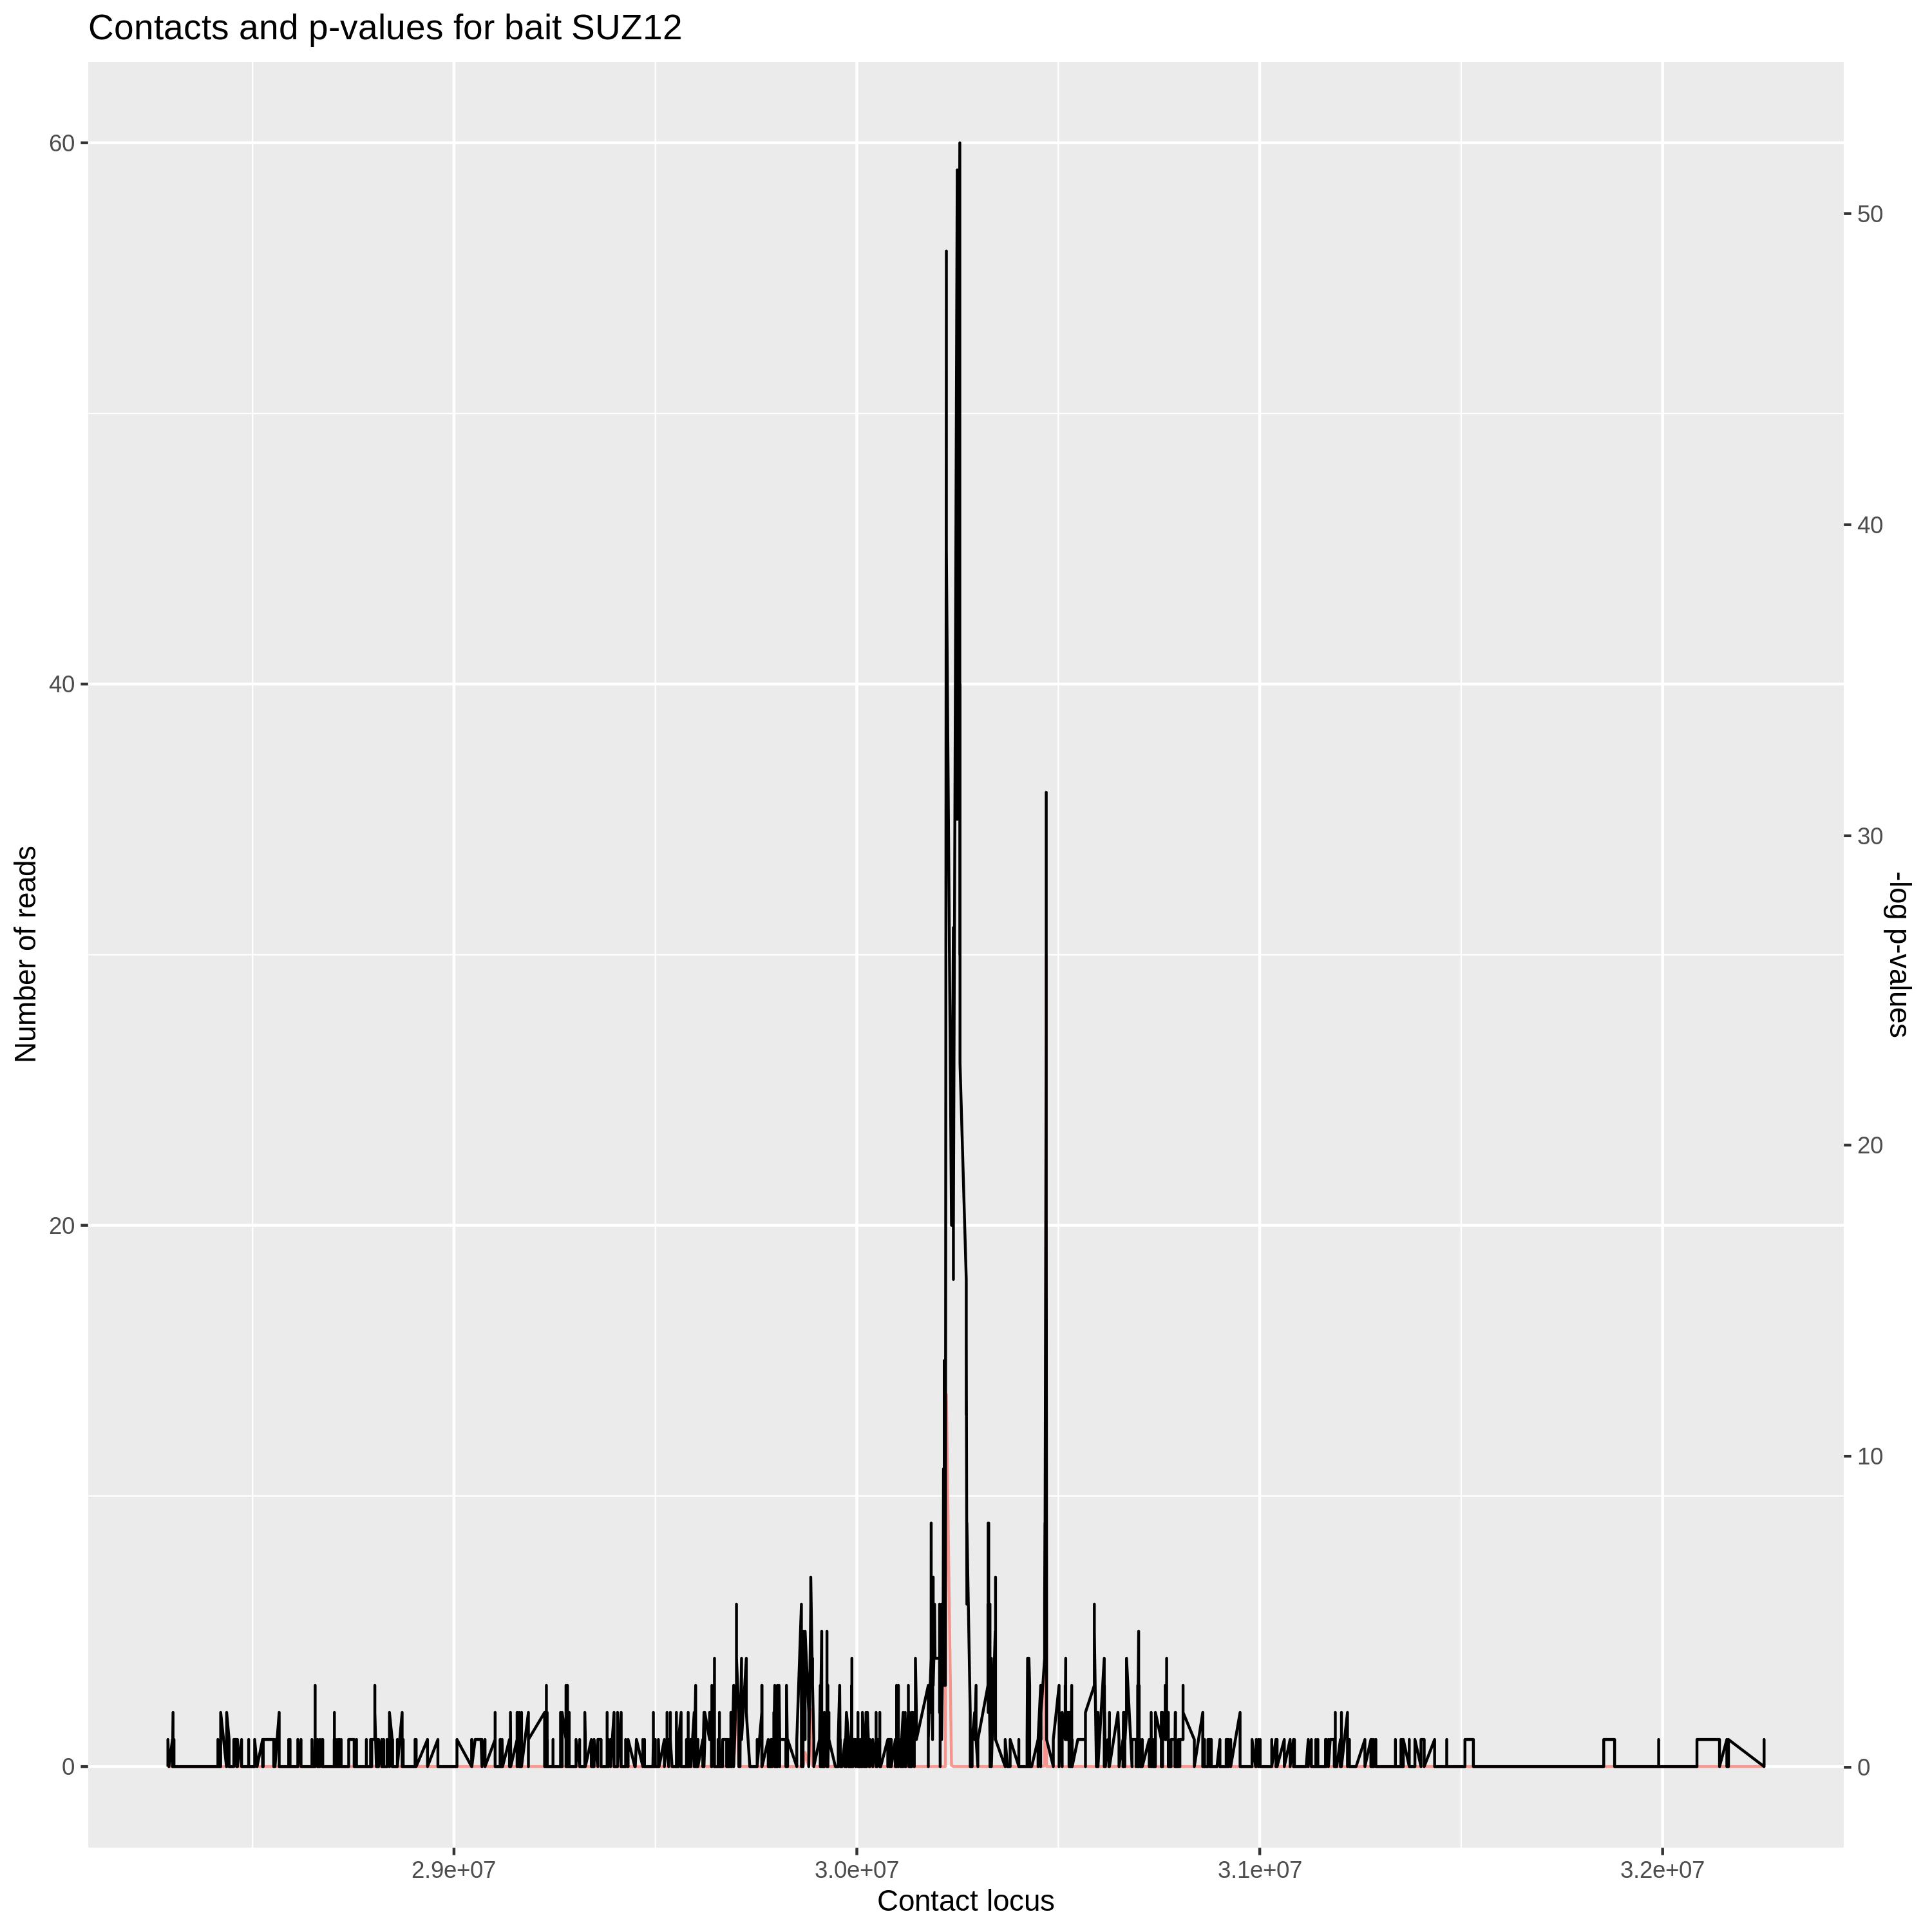 Contacts and p-values for bait SUZ12
60
40
20
0
Number of reads
50
40
30
20
10
0
-log p-values
2.9e+07 3.0e+07 3.1e+07 3.2e+07
Contact locus